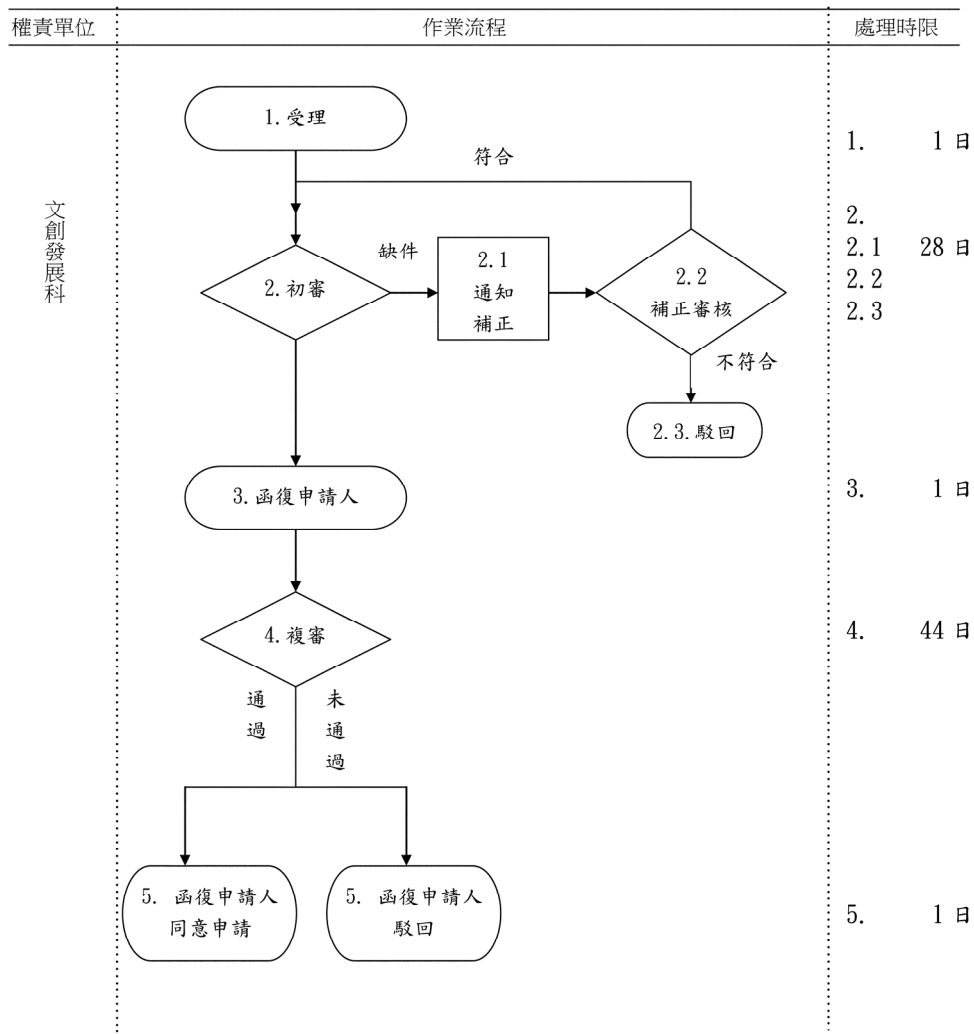 權責單位
作業流程
處理時限
文創發展科
1.受理
符合
1. 1日
缺件
2.初審
2.1
通知
補正
2.2
補正審核
2.
2.1 28日
2.2
2.3
不符合
2.3.駁回
3.函復申請人
3. 1日
4.複審
4. 44日
通過
未通過
5. 函復申請人
同意申請
5. 函復申請人
駁回
5. 1日